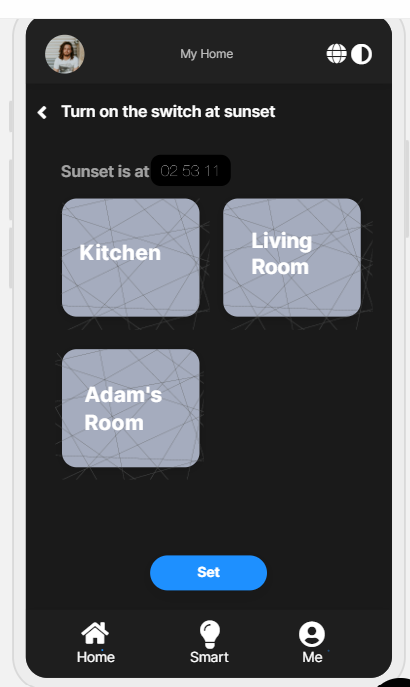 My Home
Turn on the switch at sunset
Sunset is at 02 53 11
Kitchen
Living
Room
Adam's
Room
Set
Home
Smart
Me